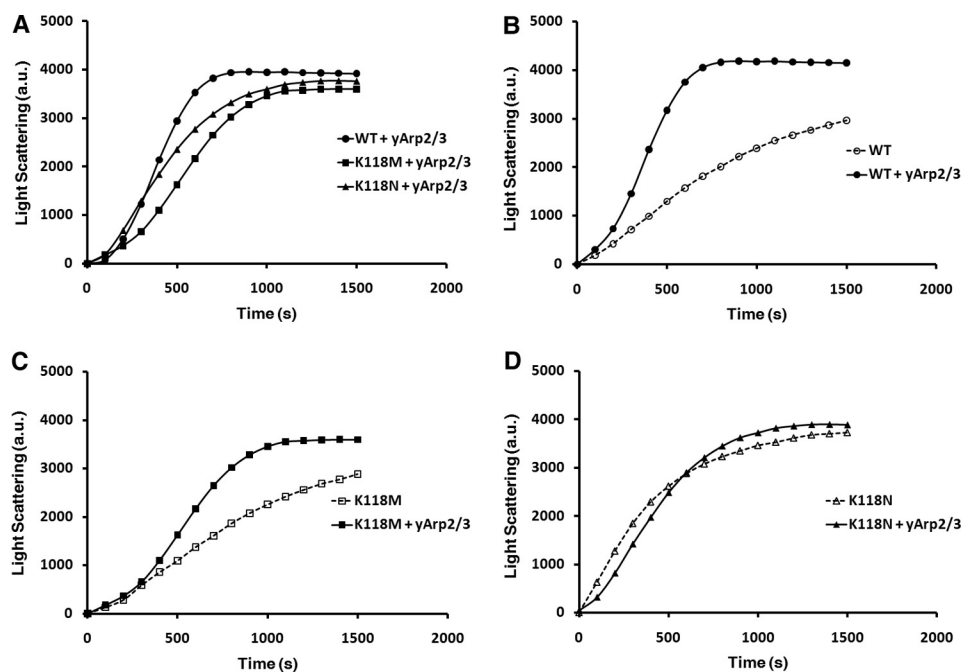 A
5000
4000
3000
2000
1000
0
0
500
1000
1500
2000
Light Scattering (a.u.)
Time (s)
WT + yArp2/3
K118M + yArp2/3
K118N + yArp2/3
B
5000
4000
3000
2000
1000
0
0
500
1000
1500
2000
Light Scattering (a.u.)
Time (s)
WT
WT + yArp2/3
C
5000
4000
3000
2000
1000
0
0
500
1000
1500
2000
Light Scattering (a.u.)
Time (s)
K118M
K118M + yArp2/3
D
5000
4000
3000
2000
1000
0
0
500
1000
1500
2000
Light Scattering (a.u.)
Time (s)
K118N
K118N + yArp2/3